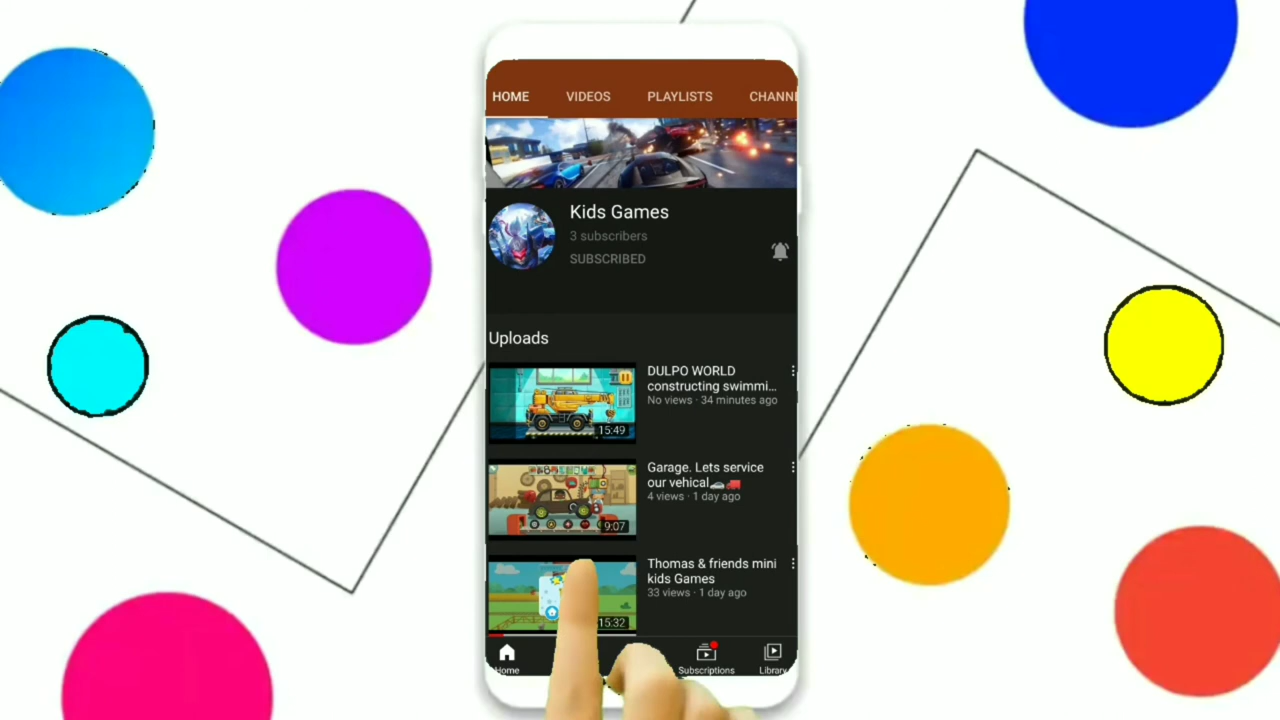 HOME VIDEOS PLAYLISTS CHANN
Kids Games
3 subscribers
SUBSCRIBED
Uploads
DULPO WORLD
constructing swimmi...
No views · 34 minutes ago
15:49
Garage. Lets service
our vehical🚗🚚
4 views · 1 day ago
9:07
Thomas & friends mini
kids Games
33 views · 1 day ago
15:32
Home Subscriptions Library